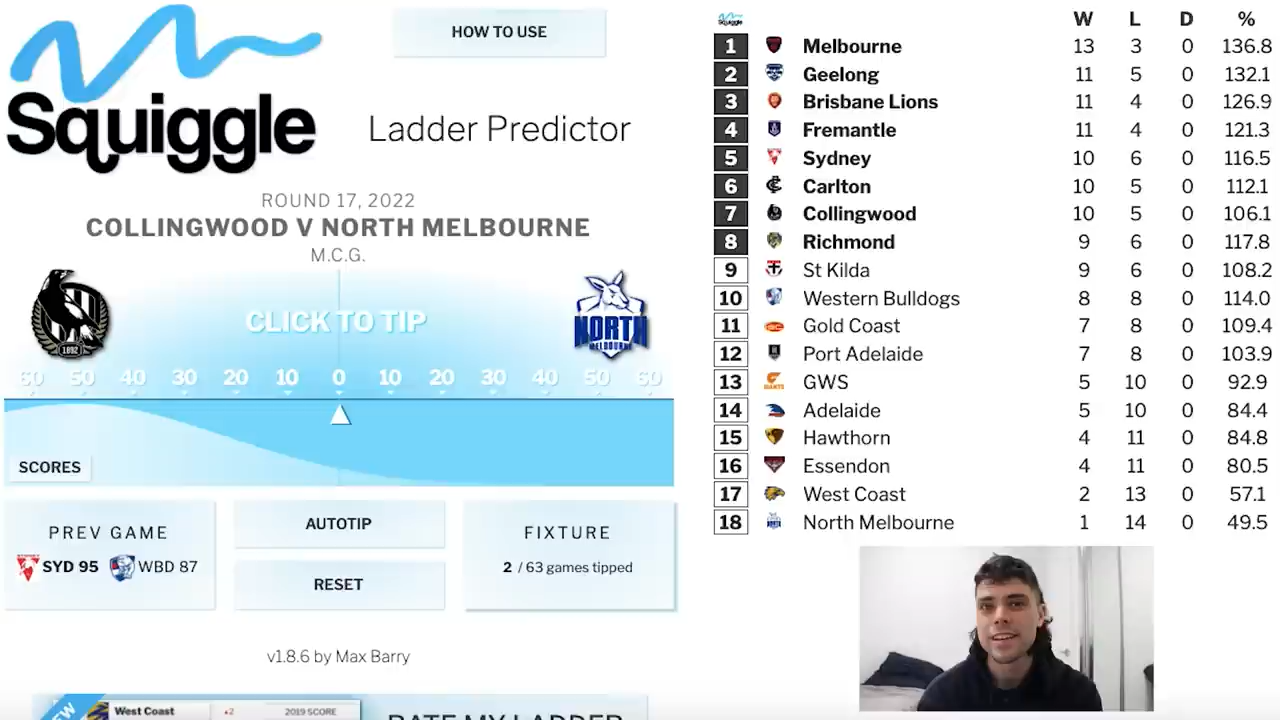 Squiggle
HOW TO USE
Ladder Predictor
ROUND 17, 2022
COLLINGWOOD V NORTH MELBOURNE
M.C.G.
1892
NORTH
MELBOURNE
CLICK TO TIP
60 50 40 30 20 10 0 10 20 30 40 50 60
SCORES
PREV GAME
SYD 95 WBD 87
AUTOTIP
RESET
FIXTURE
2 / 63 games tipped
v1.8.6 by Max Barry
NEW
West Coast +2 2019 SCORE
RATE MY LADDER
Squiggle W L D %
1 Melbourne 13 3 0 136.8
2 Geelong 11 5 0 132.1
3 Brisbane Lions 11 4 0 126.9
4 Fremantle 11 4 0 121.3
5 Sydney 10 6 0 116.5
6 Carlton 10 5 0 112.1
7 Collingwood 10 5 0 106.1
8 Richmond 9 6 0 117.8
9 St Kilda 9 6 0 108.2
10 Western Bulldogs 8 8 0 114.0
11 Gold Coast 7 8 0 109.4
12 Port Adelaide 7 8 0 103.9
13 GWS 5 10 0 92.9
14 Adelaide 5 10 0 84.4
15 Hawthorn 4 11 0 84.8
16 Essendon 4 11 0 80.5
17 West Coast 2 13 0 57.1
18 North Melbourne 1 14 0 49.5